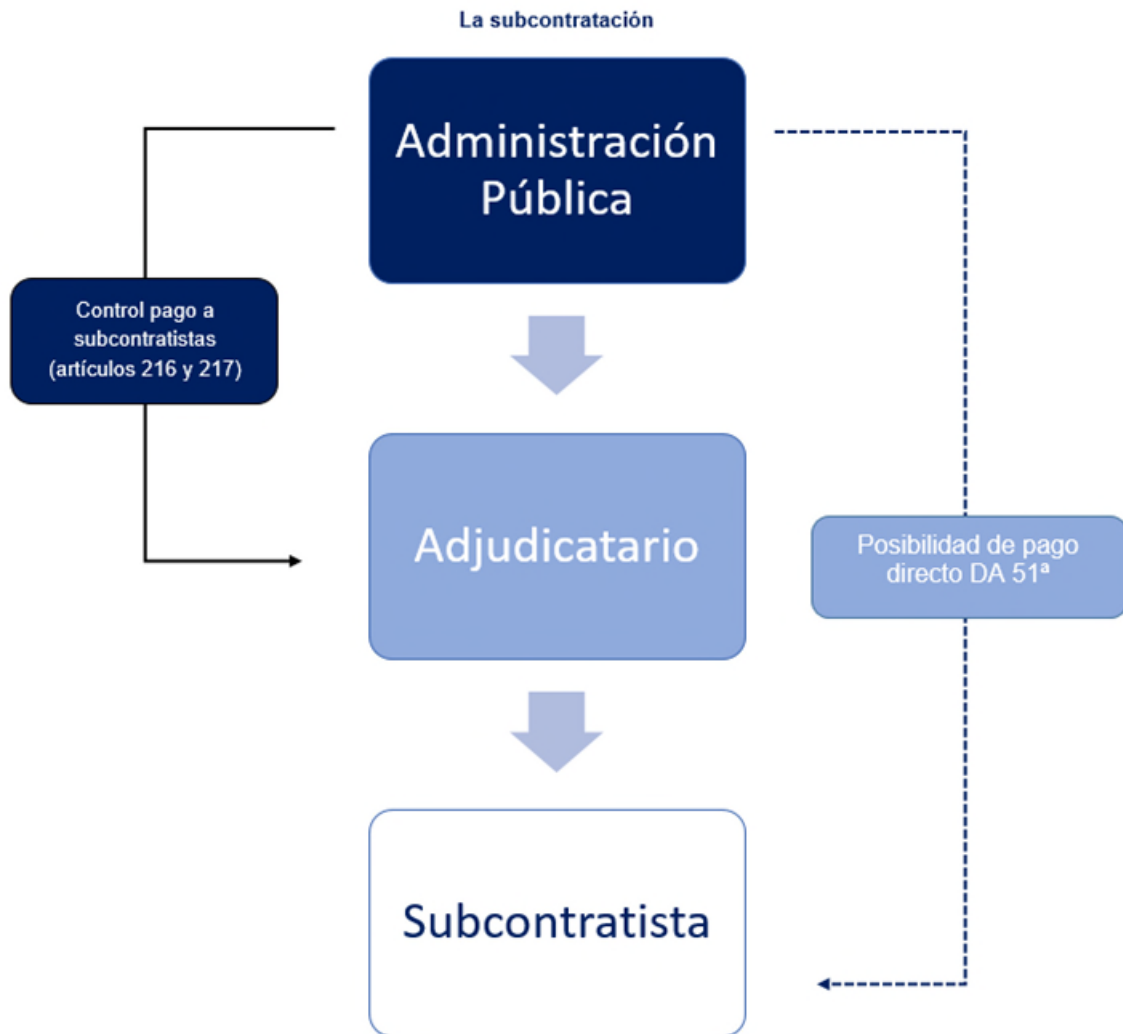 La subcontratación
Administración
Pública
Control pago a
subcontratistas
(artículos 216 y 217)
Adjudicatario
Posibilidad de pago
directo DA 51ª
Subcontratista